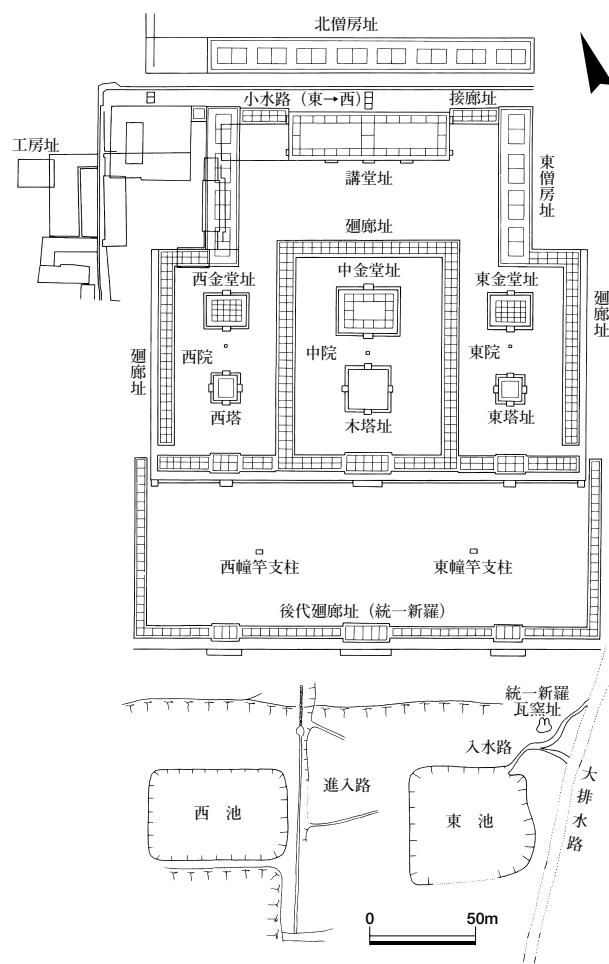 北僧房址
小水路（東→西）
接廊址
工房址
講堂址
東僧房址
廻廊址
西金堂址
中金堂址
東金堂址
廻廊址
廻廊址
西院
中院
東院
西塔
木塔址
東塔址
西幢竿支柱
東幢竿支柱
後代廻廊址（統一新羅）
統一新羅
瓦窯址
入水路
進入路
西　池
東　池
大排水路
0
50m